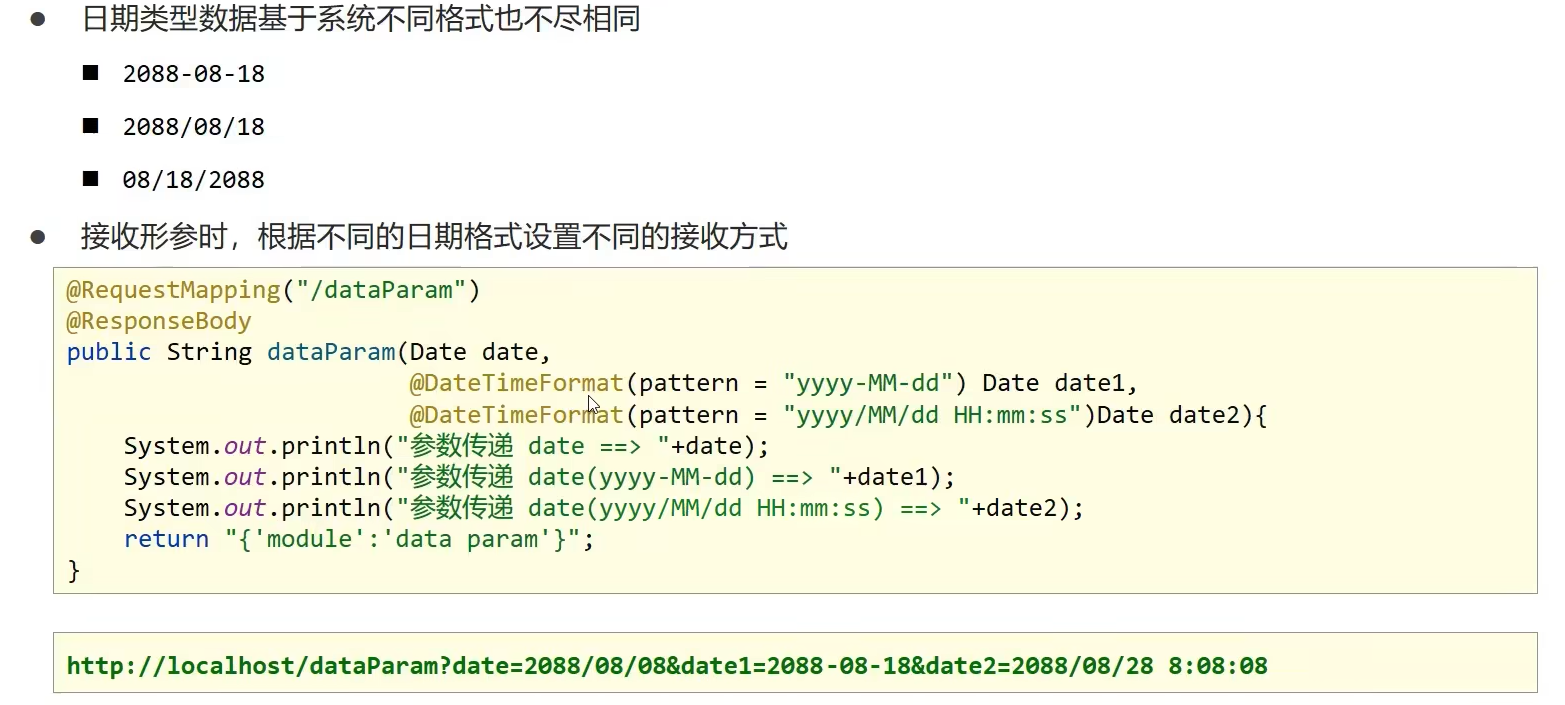 日期类型数据基于系统不同格式也不尽相同
2088-08-18
2088/08/18
08/18/2088
接收形参时，根据不同的日期格式设置不同的接收方式
@RequestMapping("/dataParam")
@ResponseBody
public String dataParam(Date date,
@DateTimeFormat(pattern = "yyyy-MM-dd") Date date1,
@DateTimeFormat(pattern = "yyyy/MM/dd HH:mm:ss")Date date2){
System.out.println("参数传递 date ==> "+date);
System.out.println("参数传递 date(yyyy-MM-dd) ==> "+date1);
System.out.println("参数传递 date(yyyy/MM/dd HH:mm:ss) ==> "+date2);
return "{'module':'data param'}";
}
http://localhost/dataParam?date=2088/08/08&date1=2088-08-18&date2=2088/08/28 8:08:08